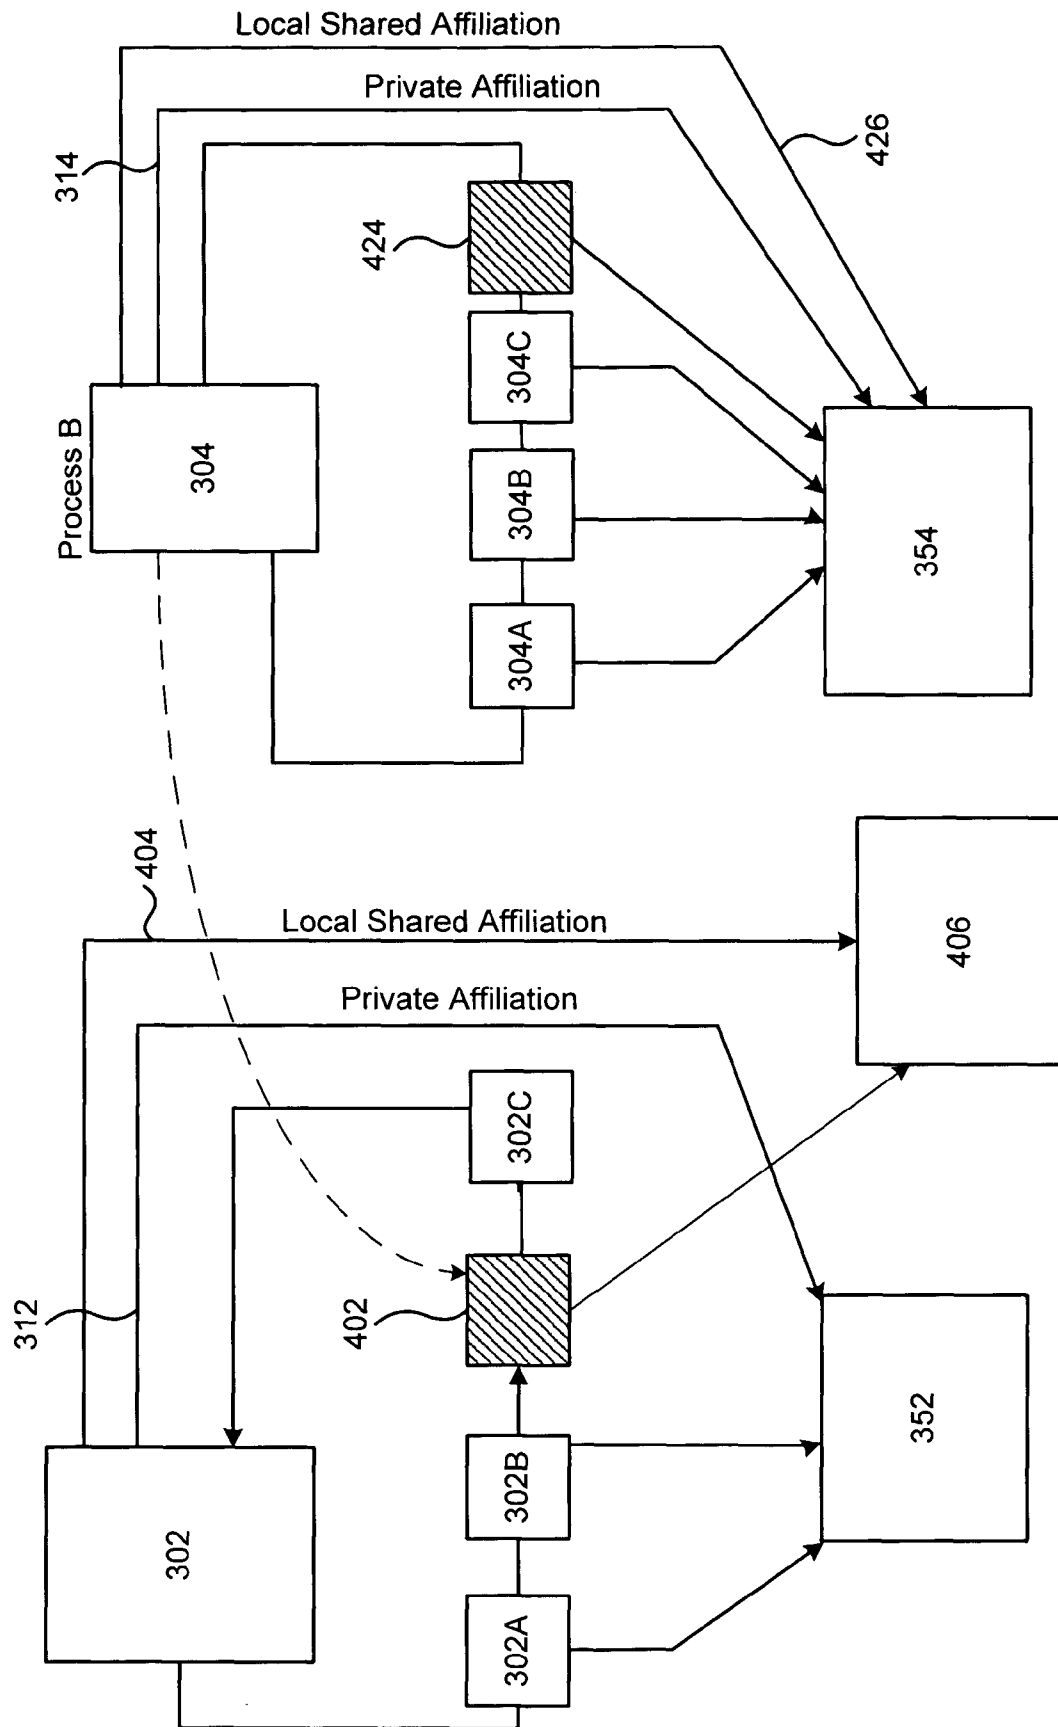 Local Shared Affiliation
Private Affiliation
314
426
424
Process B
304
304A
304B
304C
354
404
Local Shared Affiliation
Private Affiliation
406
312
302C
402
302
302B
302A
352